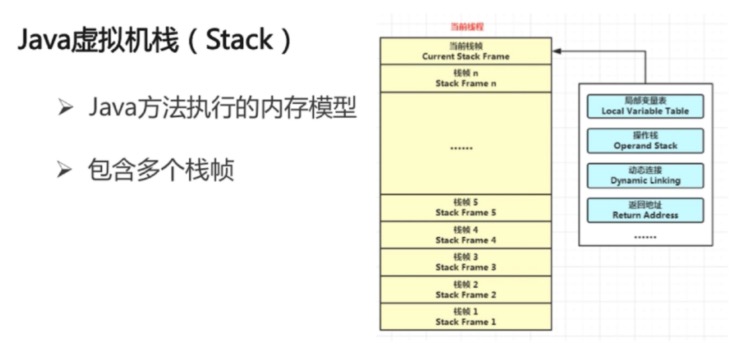 Java虚拟机栈（Stack）
Java方法执行的内存模型
包含多个栈帧
当前线程
当前栈帧
Current Stack Frame
栈帧 n
Stack Frame n
......
栈帧 5
Stack Frame 5
栈帧 4
Stack Frame 4
栈帧 3
Stack Frame 3
栈帧 2
Stack Frame 2
栈帧 1
Stack Frame 1
局部变量表
Local Variable Table
操作栈
Operand Stack
动态连接
Dynamic Linking
返回地址
Return Address
......